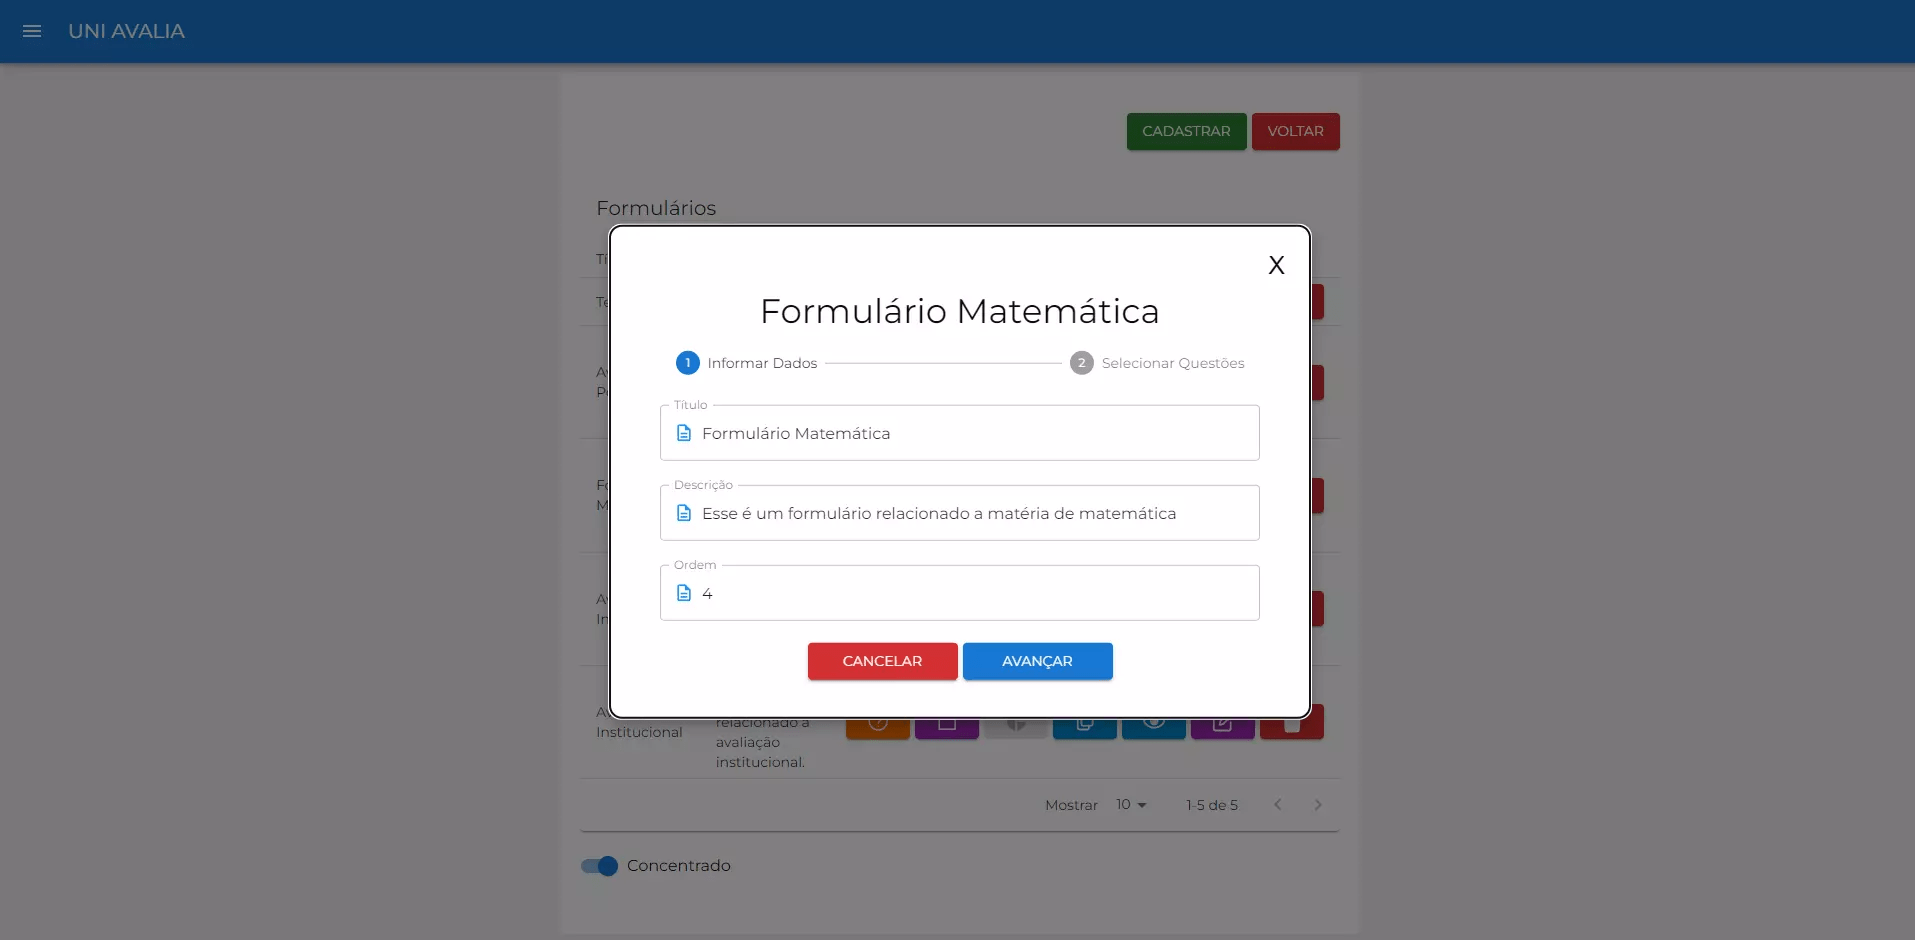 UNI AVALIA
CADASTRAR
VOLTAR
Formulários
X
Formulário Matemática
1 Informar Dados
2 Selecionar Questões
Título
Formulário Matemática
Descrição
Esse é um formulário relacionado a matéria de matemática
Ordem
4
CANCELAR
AVANÇAR
Institucional
relacionado a
avaliação
institucional.
Mostrar 10 1-5 de 5
Concentrado